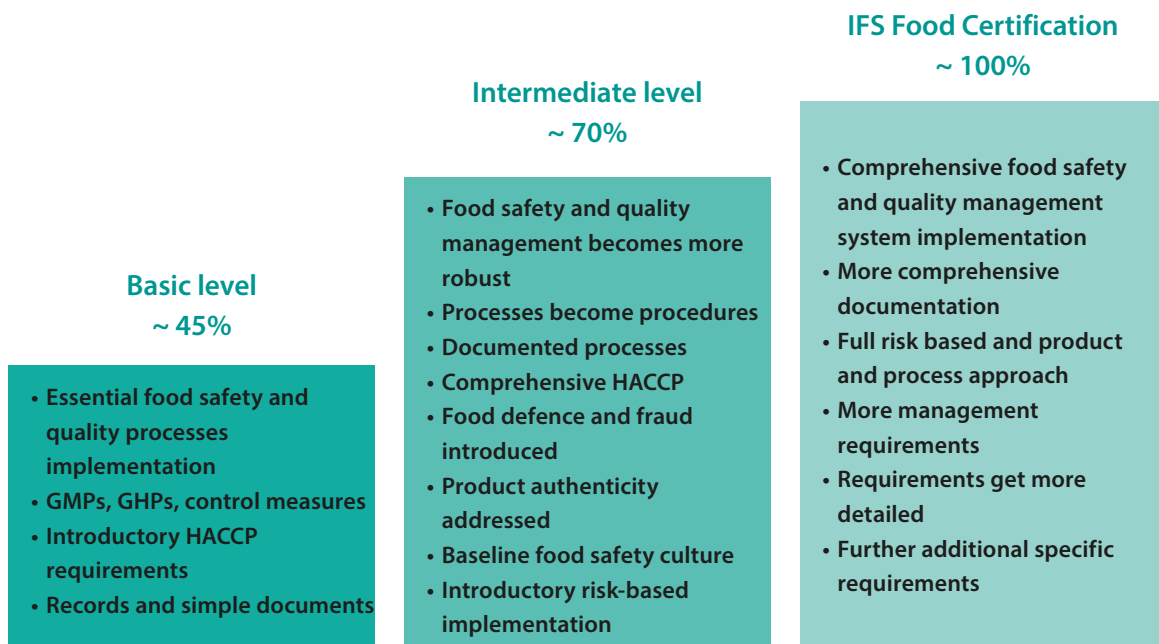 Basic level
~ 45%
• Essential food safety and
quality processes
implementation
• GMPs, GHPs, control measures
• Introductory HACCP
requirements
• Records and simple documents
Intermediate level
~ 70%
• Food safety and quality
management becomes more
robust
• Processes become procedures
• Documented processes
• Comprehensive HACCP
• Food defence and fraud
introduced
• Product authenticity
addressed
• Baseline food safety culture
• Introductory risk-based
implementation
IFS Food Certification
~ 100%
• Comprehensive food safety
and quality management
system implementation
• More comprehensive
documentation
• Full risk based and product
and process approach
• More management
requirements
• Requirements get more
detailed
• Further additional specific
requirements